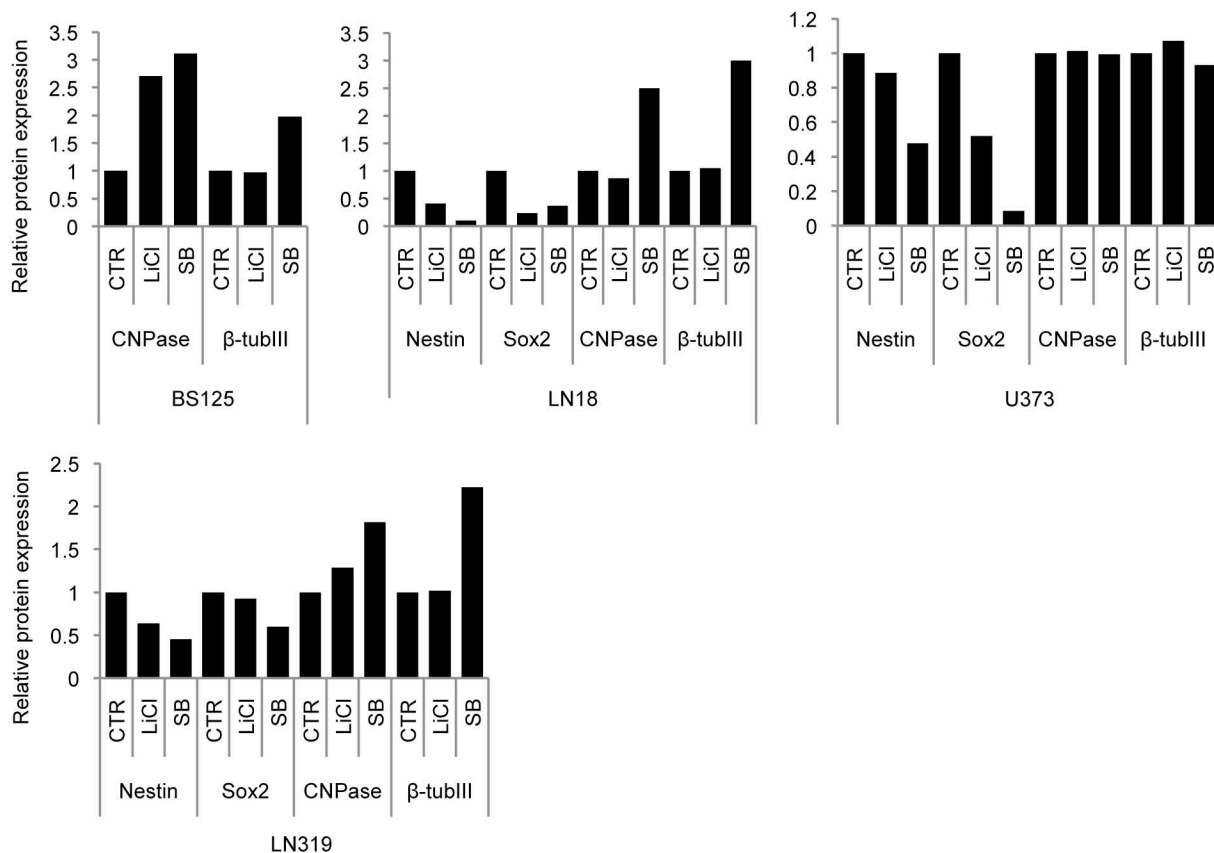 Relative protein expression
3.5
3
2.5
2
1.5
1
0.5
0
CTR LiCl SB CTR LiCl SB
CNPase β-tubIII
BS125
4
3.5
3
2.5
2
1.5
1
0.5
0
CTR LiCl SB CTR LiCl SB CTR LiCl SB CTR LiCl SB
Nestin Sox2 CNPase β-tubIII
LN18
1.2
1
0.8
0.6
0.4
0.2
0
CTR LiCl SB CTR LiCl SB CTR LiCl SB CTR LiCl SB
Nestin Sox2 CNPase β-tubIII
U373
Relative protein expression
2.5
2
1.5
1
0.5
0
CTR LiCl SB CTR LiCl SB CTR LiCl SB CTR LiCl SB
Nestin Sox2 CNPase β-tubIII
LN319